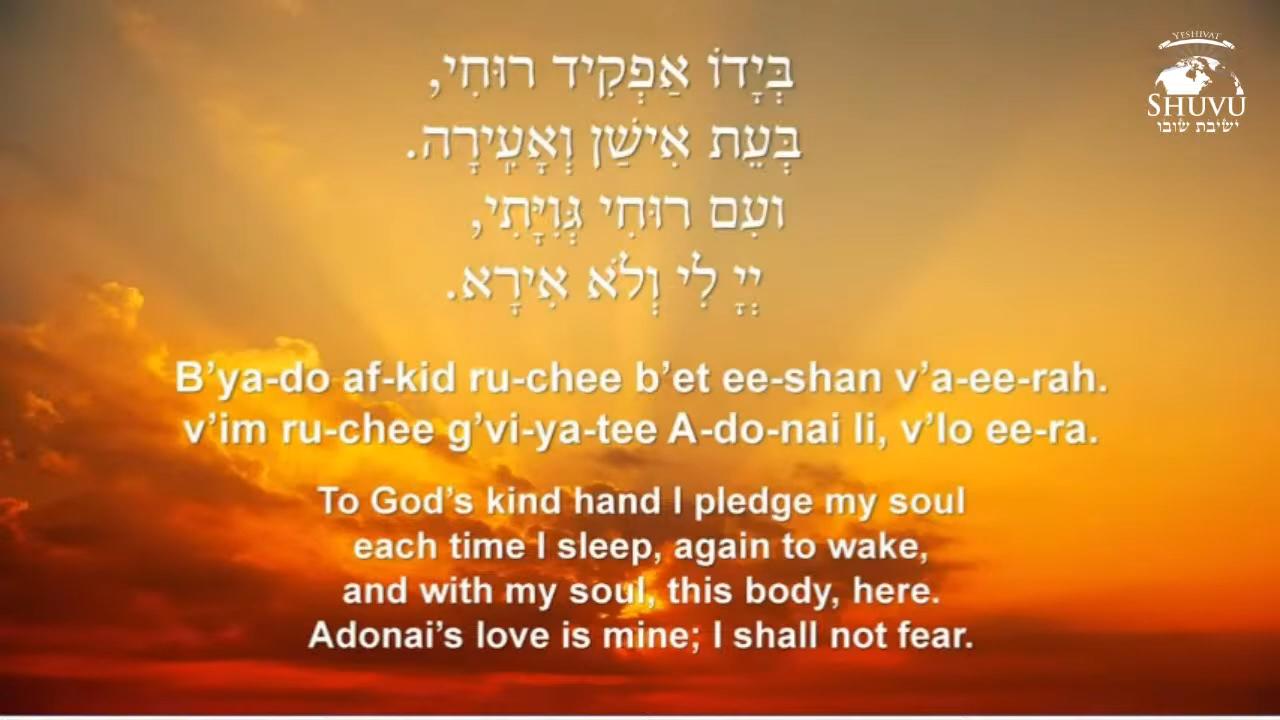 YESHIVAT
SHUVU
ישיבת שובו
בְּיָדוֹ אַפְקִיד רוּחִי,
בְּעֵת אִישַׁן וְאָעִֽירָה.
ועִם רוּחִי גְּוִיָּתִי,
יְיָ לִי וְלֹא אִירָא.
B’ya-do af-kid ru-chee b’et ee-shan v’a-ee-rah.
v’im ru-chee g’vi-ya-tee A-do-nai li, v’lo ee-ra.
To God’s kind hand I pledge my soul
each time I sleep, again to wake,
and with my soul, this body, here.
Adonai’s love is mine; I shall not fear.